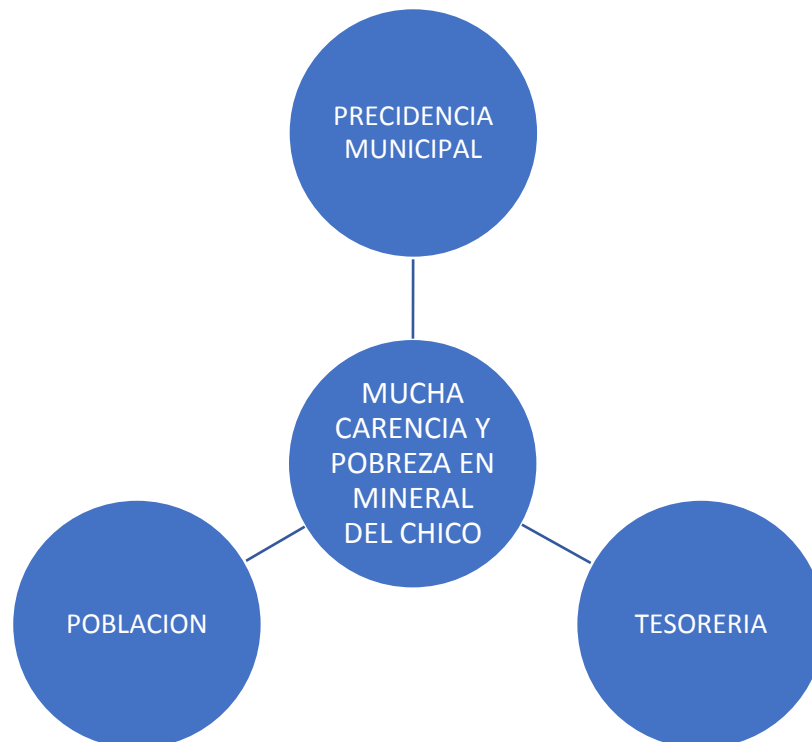 PRECIDENCIA
MUNICIPAL
MUCHA
CARENCIA Y
POBREZA EN
MINERAL
DEL CHICO
POBLACION
TESORERIA